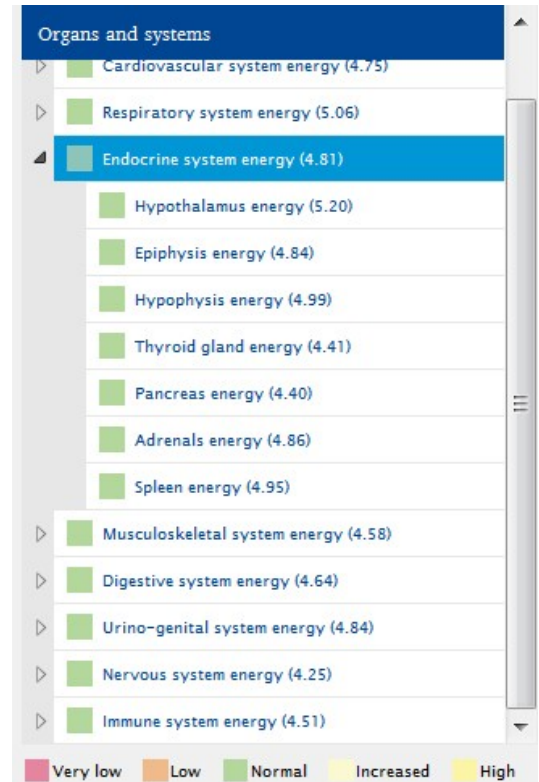 Organs and systems
Cardiovascular system energy (4.75)
Respiratory system energy (5.06)
Endocrine system energy (4.81)
Hypothalamus energy (5.20)
Epiphysis energy (4.84)
Hypophysis energy (4.99)
Thyroid gland energy (4.41)
Pancreas energy (4.40)
Adrenals energy (4.86)
Spleen energy (4.95)
Musculoskeletal system energy (4.58)
Digestive system energy (4.64)
Urino-genital system energy (4.84)
Nervous system energy (4.25)
Immune system energy (4.51)
Very low Low Normal Increased High